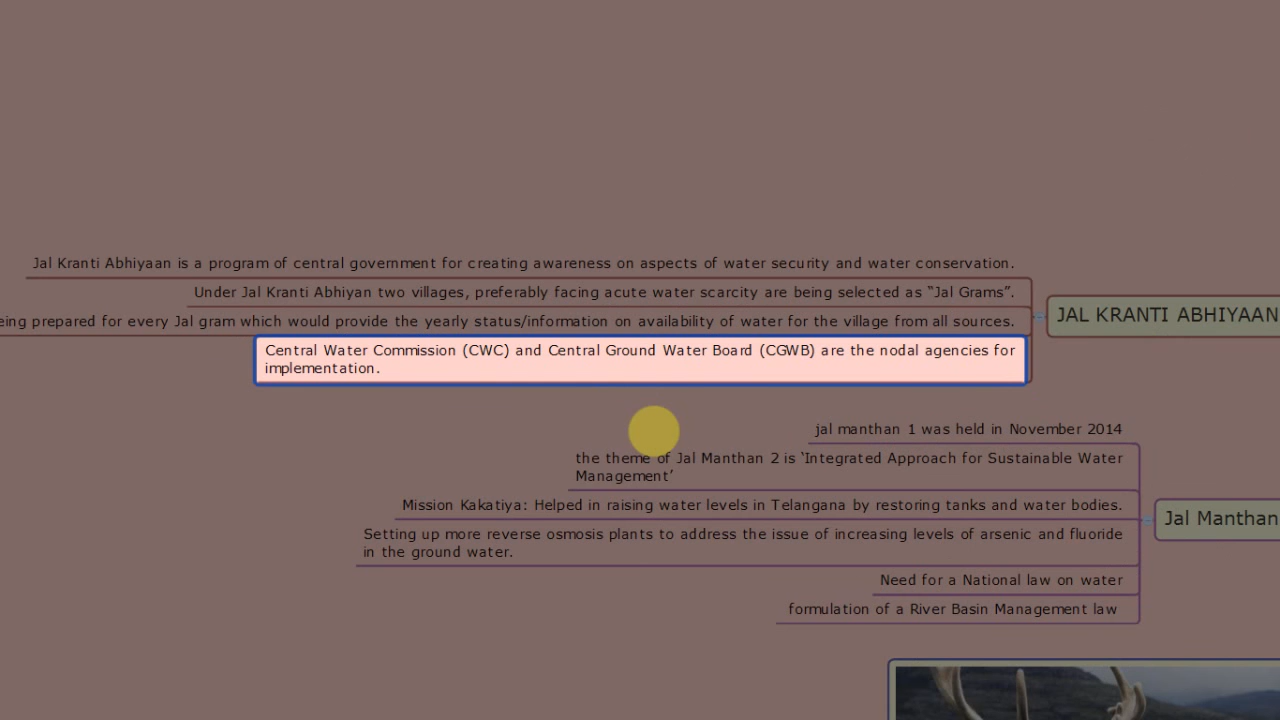 Jal Kranti Abhiyaan is a program of central government for creating awareness on aspects of water security and water conservation.
Under Jal Kranti Abhiyan two villages, preferably facing acute water scarcity are being selected as “Jal Grams”.
being prepared for every Jal gram which would provide the yearly status/information on availability of water for the village from all sources.
JAL KRANTI ABHIYAAN
Central Water Commission (CWC) and Central Ground Water Board (CGWB) are the nodal agencies for
implementation.
jal manthan 1 was held in November 2014
the theme of Jal Manthan 2 is ‘Integrated Approach for Sustainable Water
Management’
Mission Kakatiya: Helped in raising water levels in Telangana by restoring tanks and water bodies.
Jal Manthan
Setting up more reverse osmosis plants to address the issue of increasing levels of arsenic and fluoride
in the ground water.
Need for a National law on water
formulation of a River Basin Management law